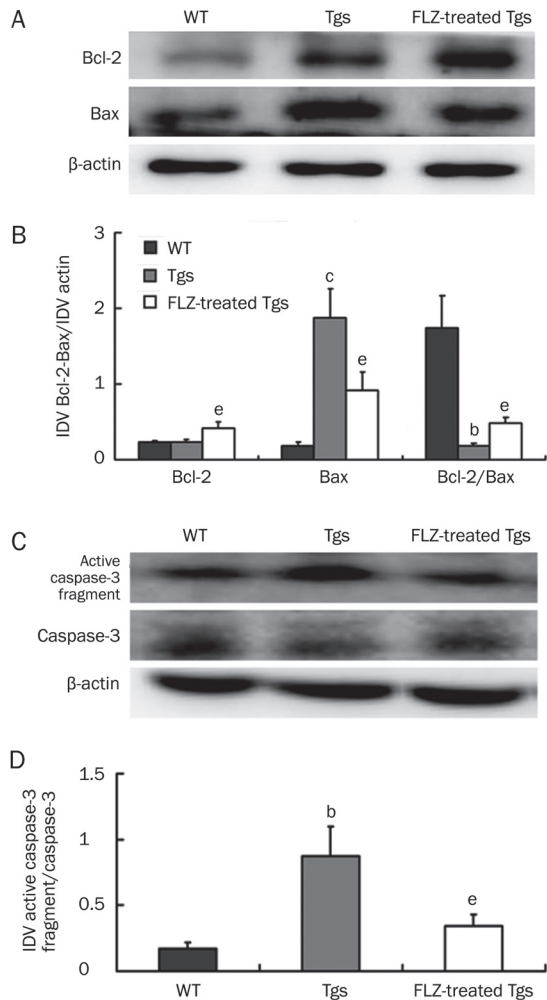 A
WT Tgs FLZ-treated Tgs
Bcl-2
Bax
β-actin
B
IDV Bcl-2-Bax/IDV actin
3
2
1
0
WT
Tgs
FLZ-treated Tgs
e
c
e
b
e
Bcl-2 Bax Bcl-2/Bax
C
WT Tgs FLZ-treated Tgs
Active
caspase-3
fragment
Caspase-3
β-actin
D
IDV active caspase-3
fragment/caspase-3
1.5
1
0.5
0
b
e
WT Tgs FLZ-treated Tgs